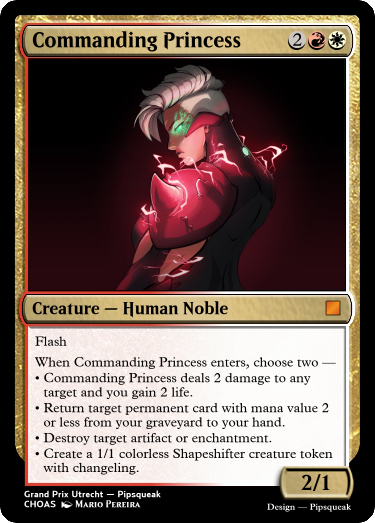 Commanding Princess 2
Creature — Human Noble
Flash
When Commanding Princess enters, choose two —
• Commanding Princess deals 2 damage to any
target and you gain 2 life.
• Return target permanent card with mana value 2
or less from your graveyard to your hand.
• Destroy target artifact or enchantment.
• Create a 1/1 colorless Shapeshifter creature token
with changeling.
2/1
Grand Prix Utrecht — Pipsqueak
CHOAS Mario Pereira
Design — Pipsqueak